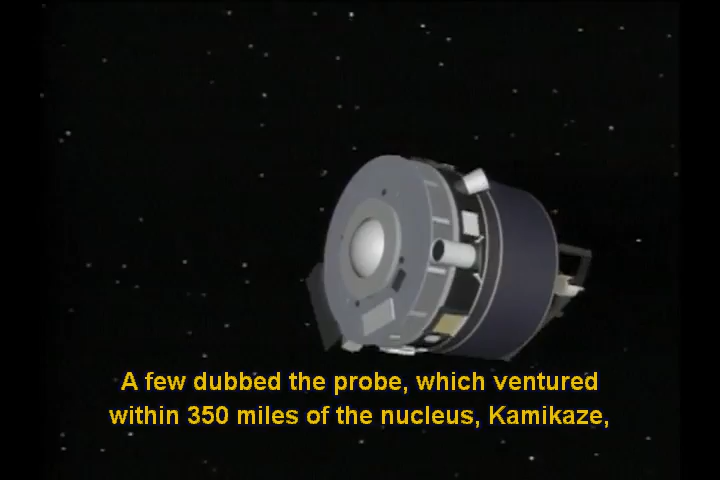 A few dubbed the probe, which ventured
within 350 miles of the nucleus, Kamikaze,